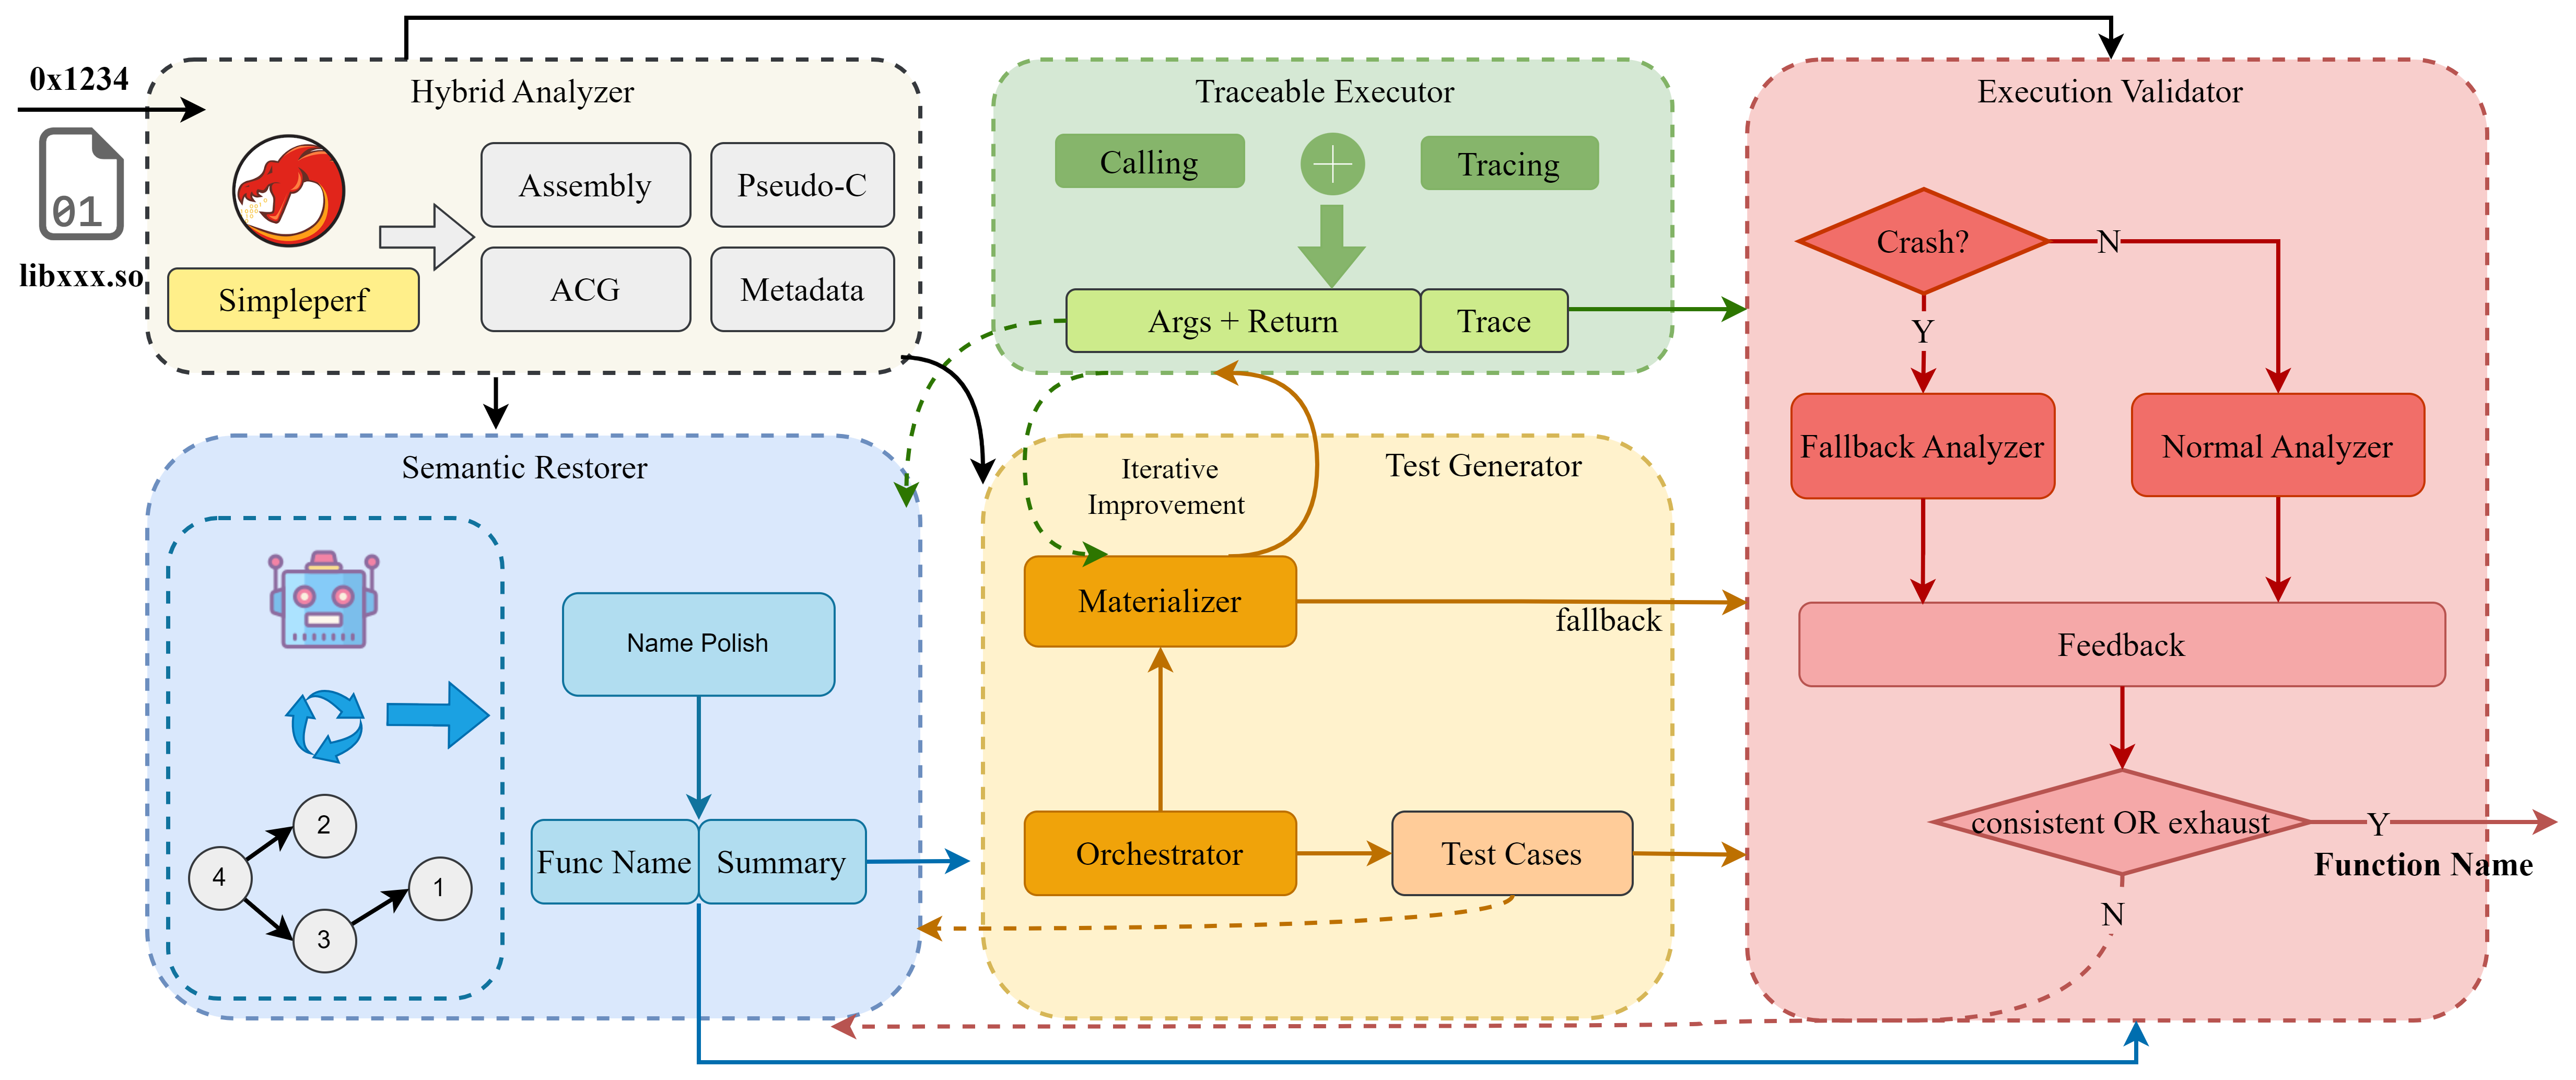 0x1234
01
libxxx.so
Hybrid Analyzer
Simpleperf
Assembly
Pseudo-C
ACG
Metadata
Traceable Executor
Calling
Tracing
Args + Return
Trace
Execution Validator
Crash?
N
Y
Fallback Analyzer
Normal Analyzer
Feedback
consistent OR exhaust
Y
Function Name
N
Semantic Restorer
Name Polish
Func Name
Summary
2
4
1
3
Test Generator
Iterative
Improvement
Materializer
fallback
Orchestrator
Test Cases